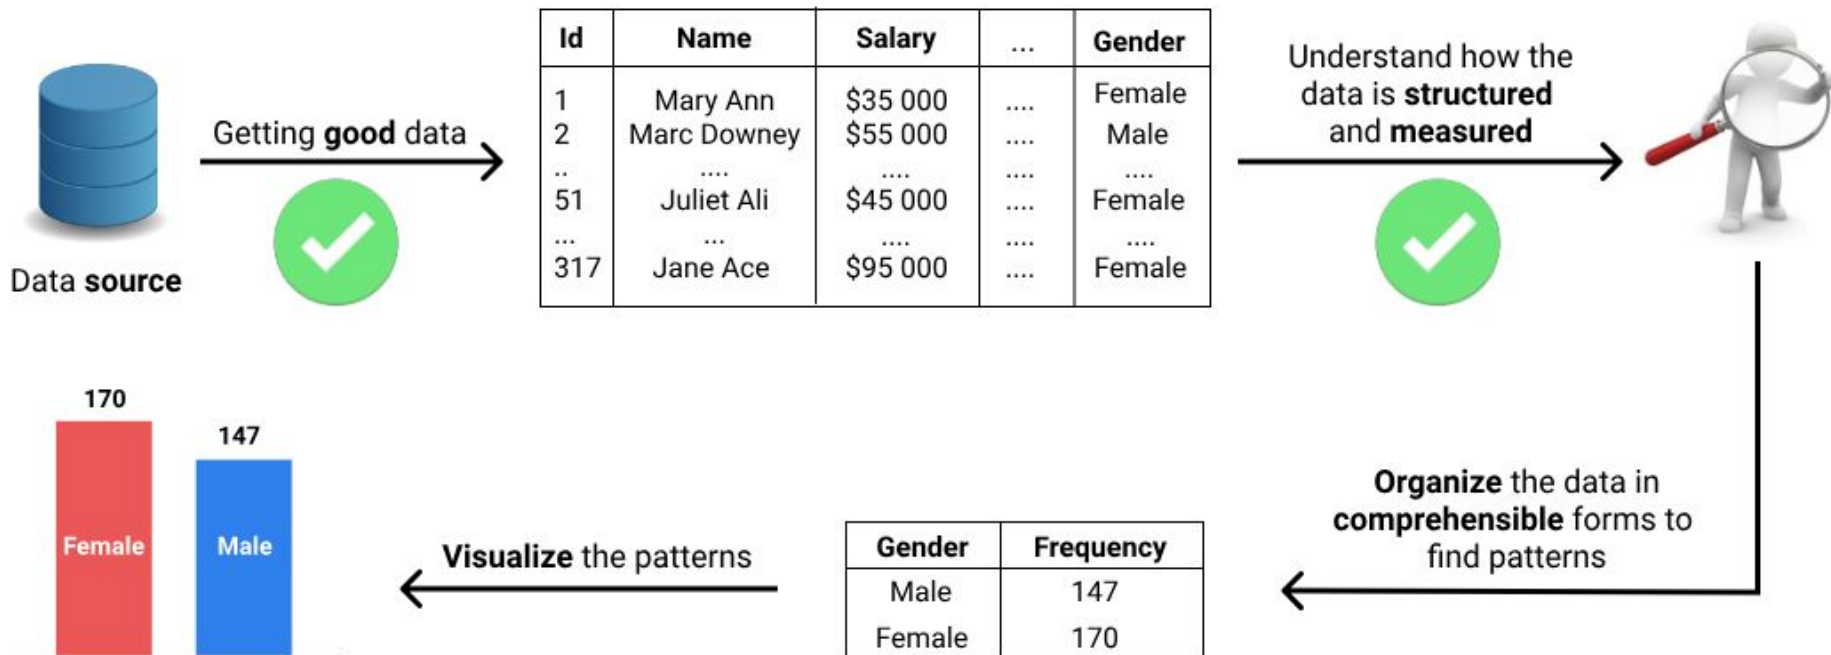 Data source
Getting good data
Id Name Salary ... Gender
1 Mary Ann $35 000 .... Female
2 Marc Downey $55 000 .... Male
.. .... .... .... ....
51 Juliet Ali $45 000 .... Female
... ... .... .... ....
317 Jane Ace $95 000 .... Female
Understand how the
data is structured
and measured
Organize the data in
comprehensible forms to
find patterns
Gender Frequency
Male 147
Female 170
Visualize the patterns
170
147
Female
Male